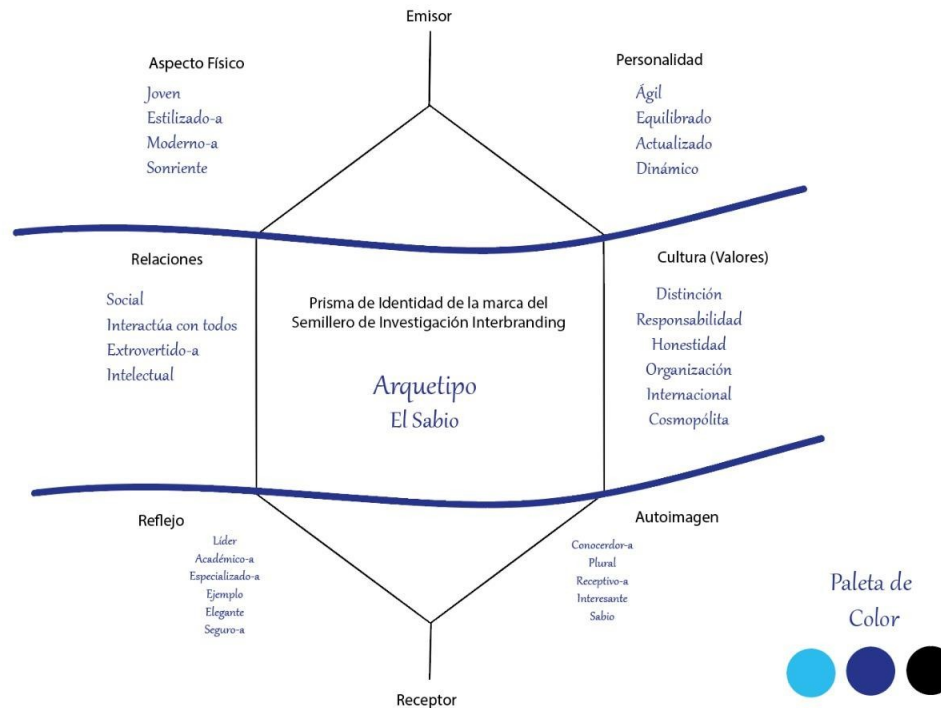 Emisor
Aspecto Físico
Joven
Estilizado-a
Moderno-a
Sonriente
Personalidad
Ágil
Equilibrado
Actualizado
Dinámico
Relaciones
Social
Interactúa con todos
Extrovertido-a
Intelectual
Prisma de Identidad de la marca del
Semillero de Investigación Interbranding
Arquetipo
El Sabio
Cultura (Valores)
Distinción
Responsabilidad
Honestidad
Organización
Internacional
Cosmopólita
Reflejo
Líder
Académico-a
Especializado-a
Ejemplo
Elegante
Seguro-a
Autoimagen
Conocerdor-a
Plural
Receptivo-a
Interesante
Sabio
Paleta de
Color
Receptor